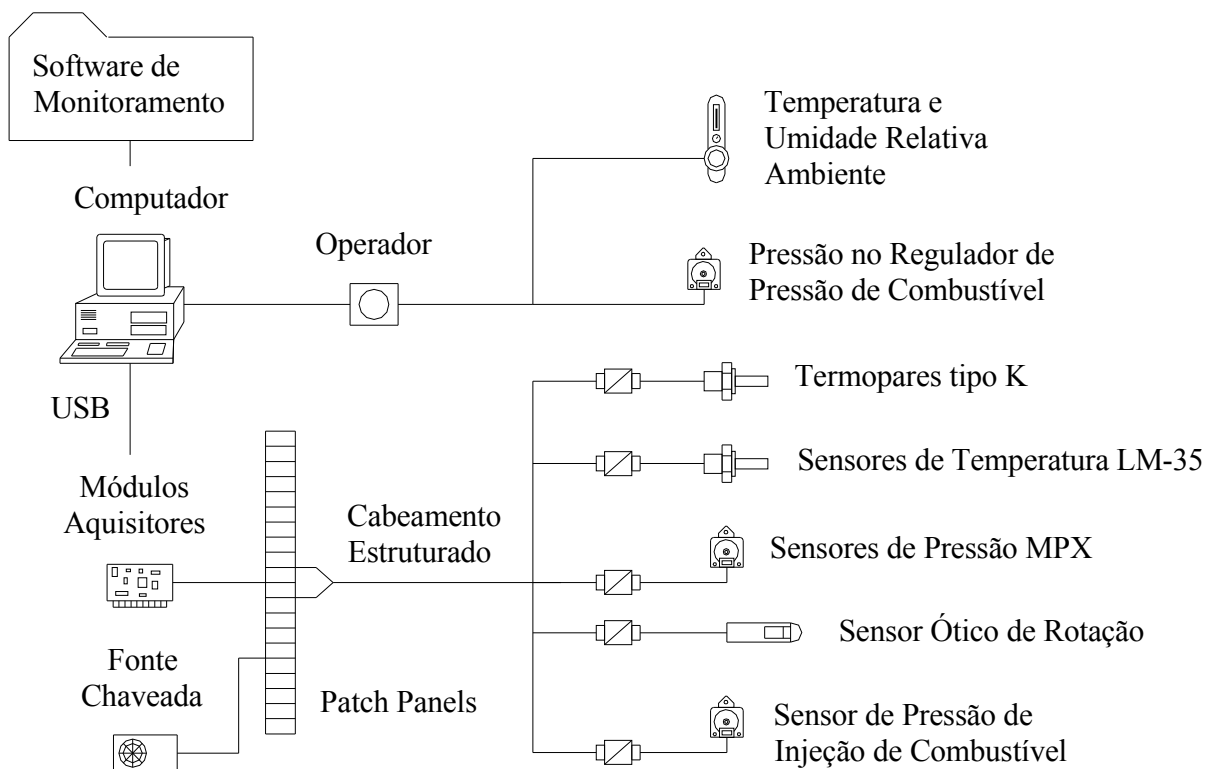 Software de
Monitoramento
Computador
Operador
Temperatura e
Umidade Relativa
Ambiente
Pressão no Regulador de
Pressão de Combustível
USB
Termopares tipo K
Sensores de Temperatura LM-35
Módulos
Aquisitores
Cabeamento
Estruturado
Sensores de Pressão MPX
Sensor Ótico de Rotação
Fonte
Chaveada
Patch Panels
Sensor de Pressão de
Injeção de Combustível